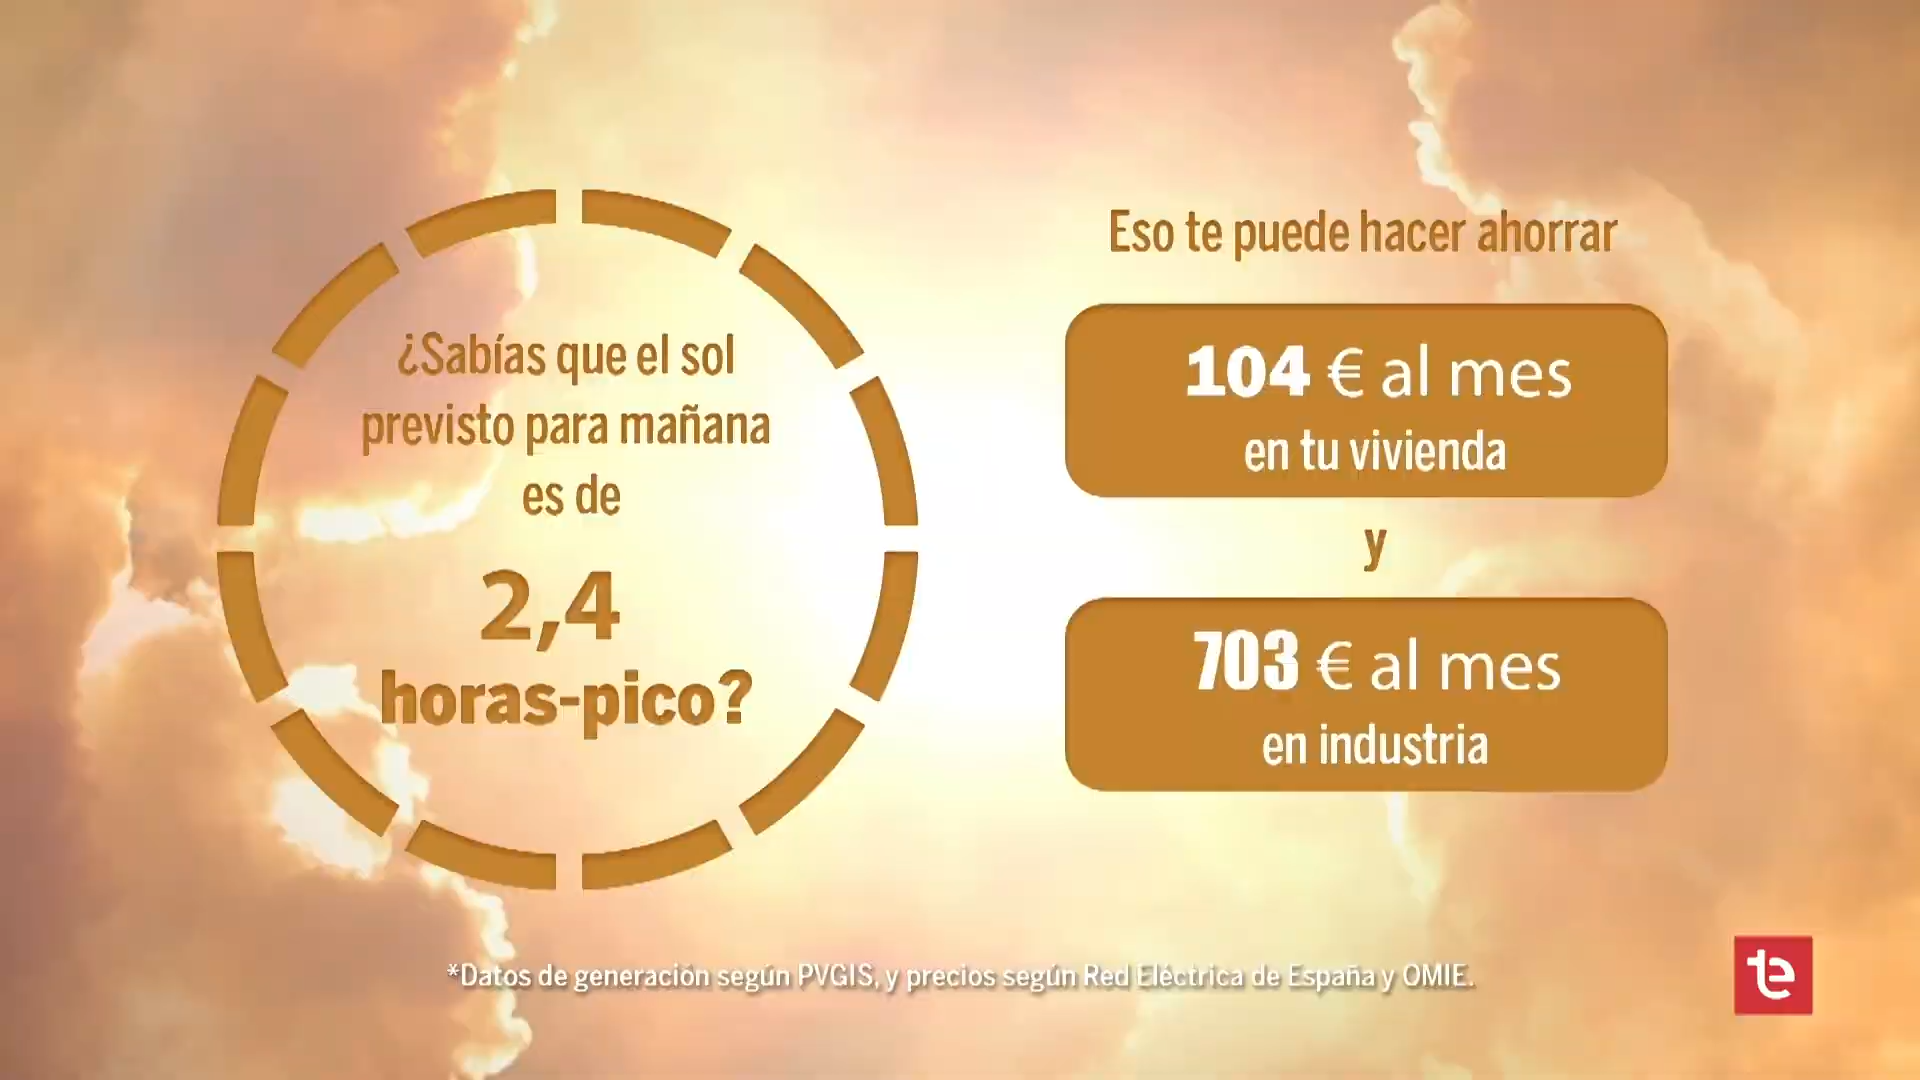 ¿Sabías que el sol
previsto para mañana
es de
2,4
horas-pico?
Eso te puede hacer ahorrar
104 € al mes
en tu vivienda
y
703 € al mes
en industria
*Datos de generación según PVGIS, y precios según Red Eléctrica de España y OMIE.
te